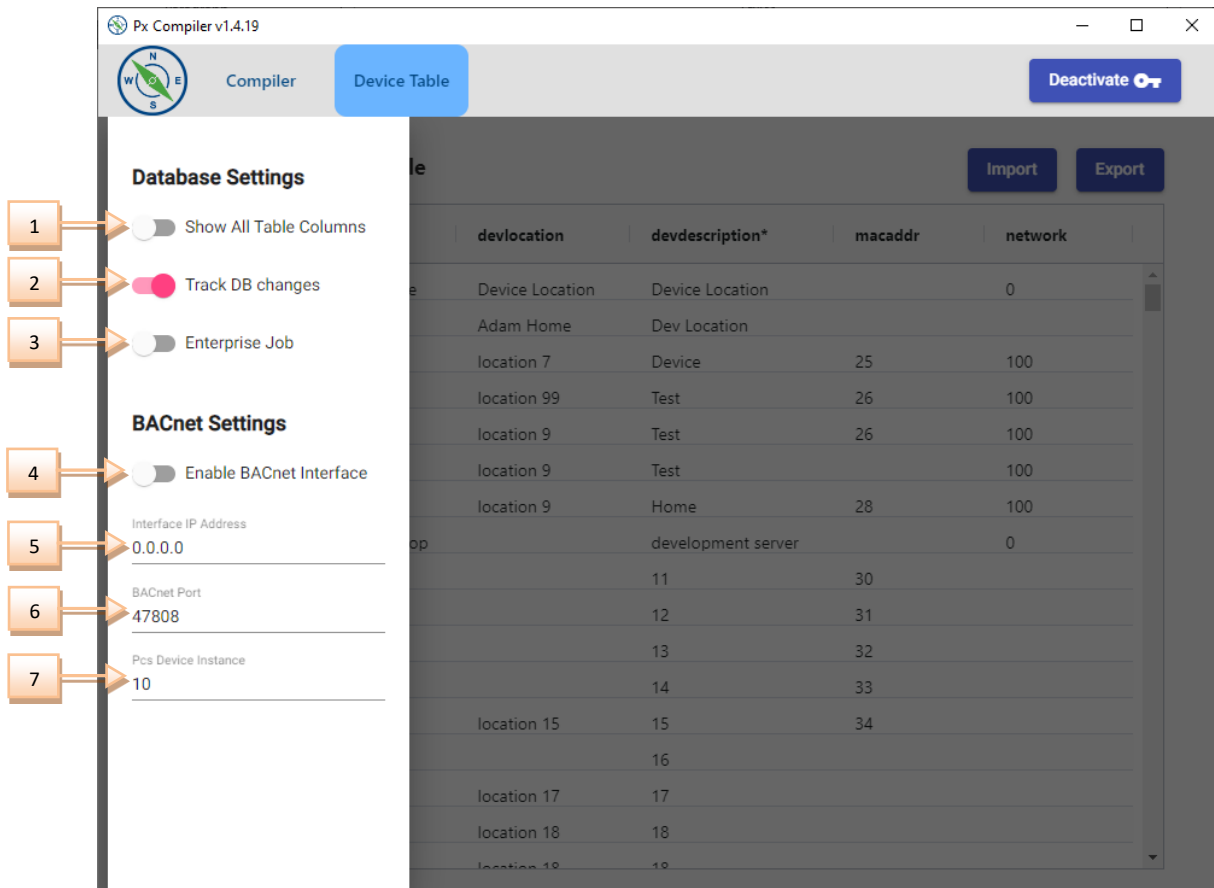 Px Compiler v1.4.19
N
W E
S
Compiler Device Table Deactivate
Database Settings le Import Export
1 Show All Table Columns devlocation devdescription* macaddr network
2 Track DB changes e Device Location Device Location 0
Adam Home Dev Location
3 Enterprise Job
location 7 Device 25 100
location 99 Test 26 100
BACnet Settings location 9 Test 26 100
4 Enable BACnet Interface location 9 Test 100
location 9 Home 28 100
Interface IP Address
5 0.0.0.0 op development server 0
11 30
BACnet Port
6 47808 12 31
13 32
Pcs Device Instance
7 10 14 33
location 15 15 34
16
location 17 17
location 18 18
location 18 18